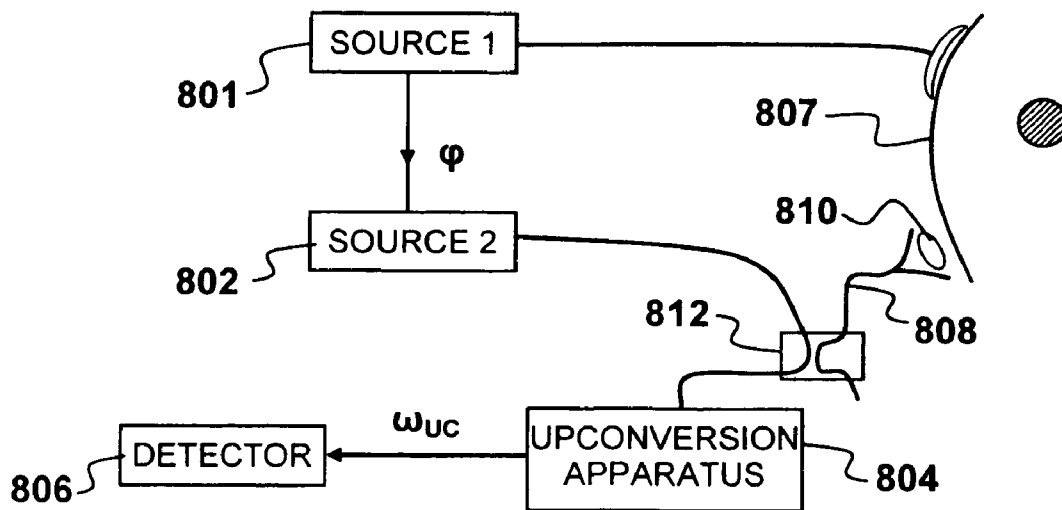 SOURCE 1
801
807
φ
810
SOURCE 2
802
812
808
ω_UC
UPCONVERSION
APPARATUS
DETECTOR
804
806